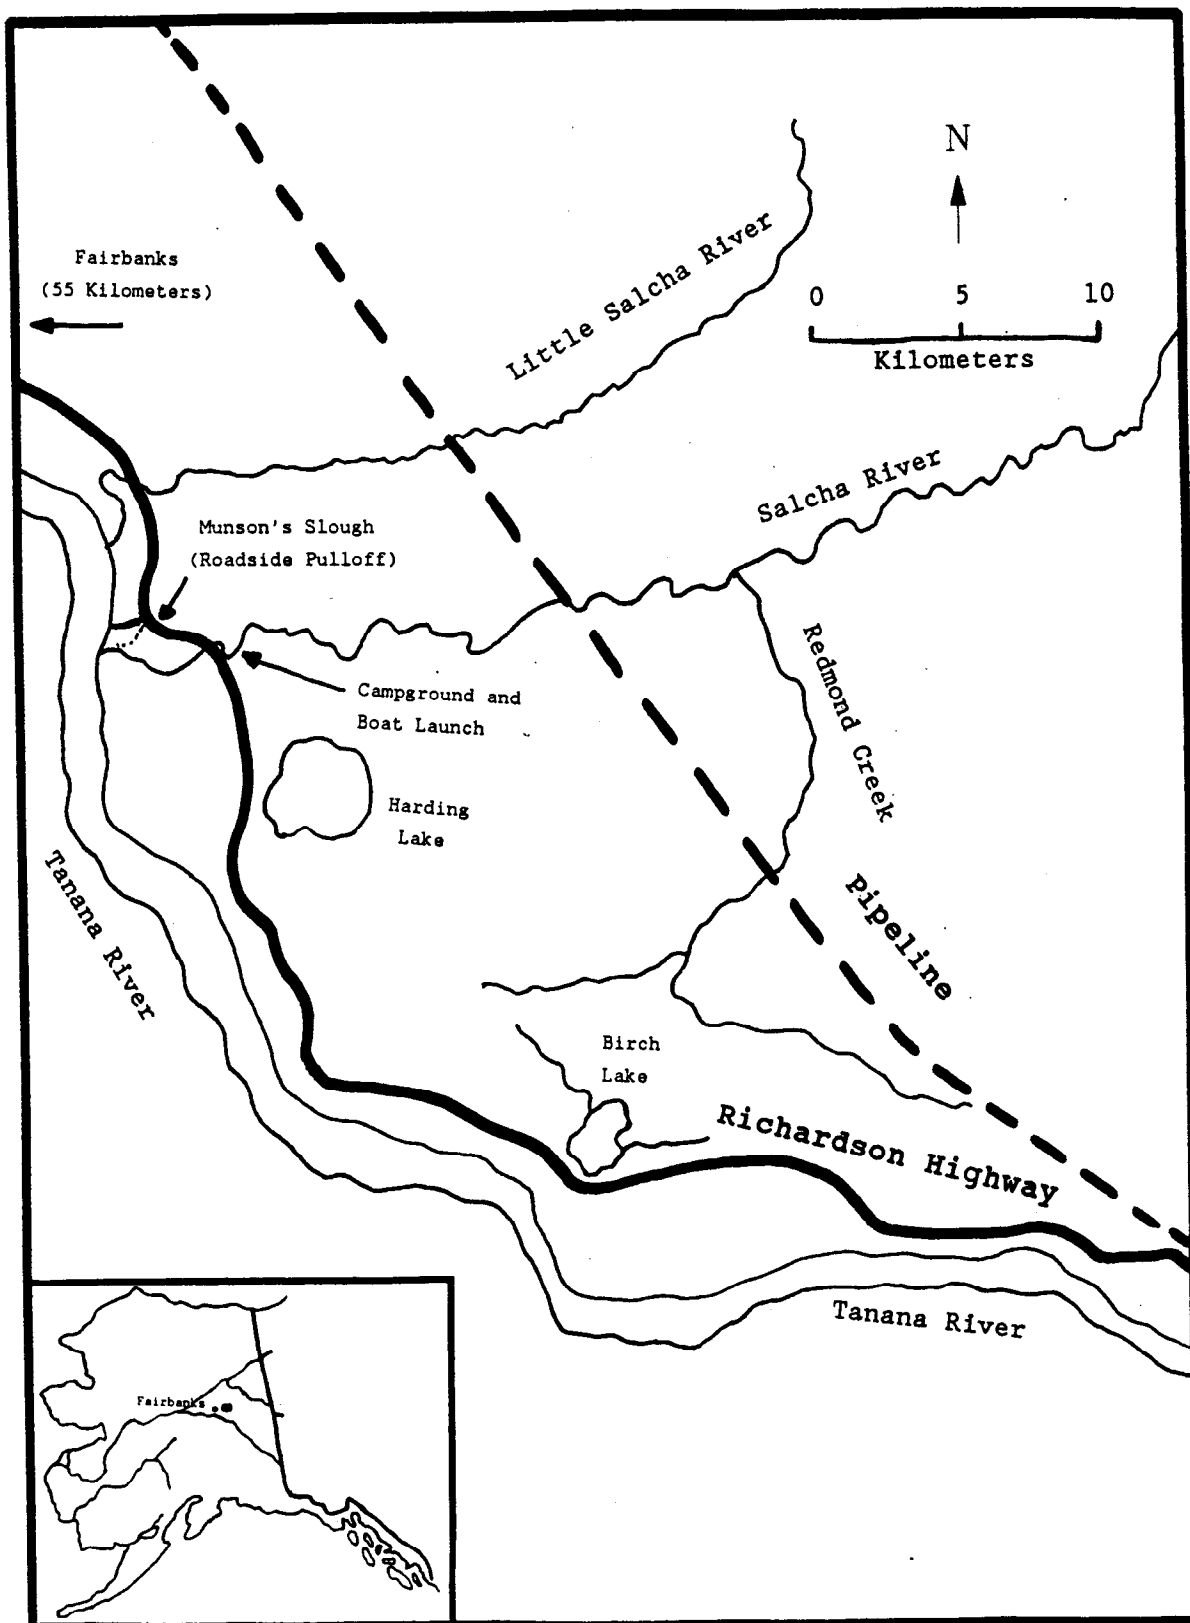 N
Fairbanks
(55 Kilometers)
0 5 10
Kilometers
Little Salcha River
Salcha River
Munson's Slough
(Roadside Pulloff)
Redmond Creek
Campground and
Boat Launch
Harding
Lake
Tanana River
Pipeline
Birch
Lake
Richardson Highway
Tanana River
Fairbanks